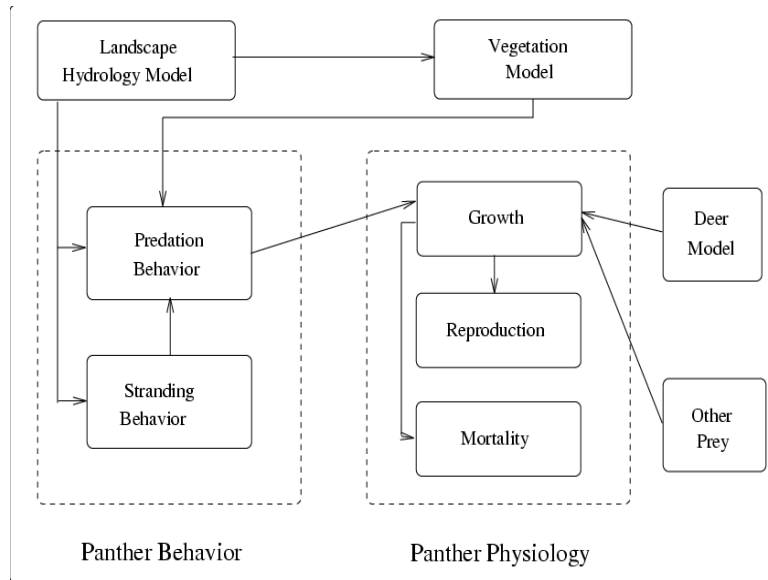 Landscape
Hydrology Model
Vegetation
Model
Predation
Behavior
Growth
Deer
Model
Reproduction
Stranding
Behavior
Mortality
Other
Prey
Panther Behavior
Panther Physiology